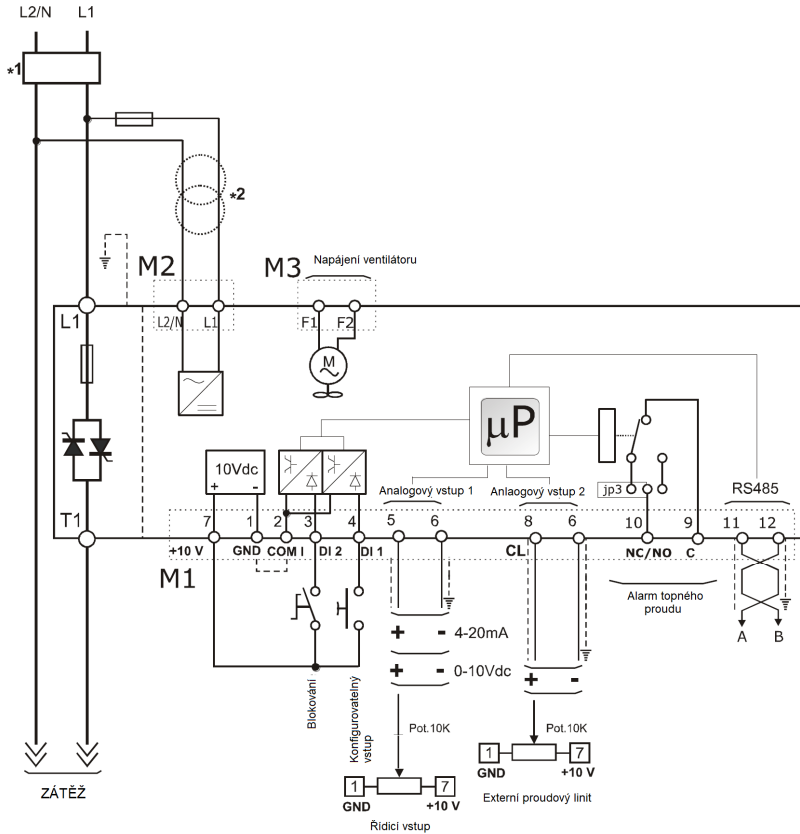 L2/N L1
*1
*2
M2 M3 Napájení ventilátoru
L1 L2/N L1 F1 F2
M
µP
10Vdc
+ -
Analogový vstup 1 Anlaogový vstup 2 jp3 RS485
T1 7 1 2 3 4 5 6 8 6 10 9 11 12
+10 V GND COM I DI 2 DI 1 CL NC/NO C
M1
Alarm topného
proudu
A B
+ - 4-20mA
+ - 0-10Vdc
+ -
Blokování
Konfigurovatelný
vstup
Pot.10K Pot.10K
1 7
GND +10 V
Externí proudový linit
1 7
GND +10 V
Řídicí vstup
ZÁTĚŽ